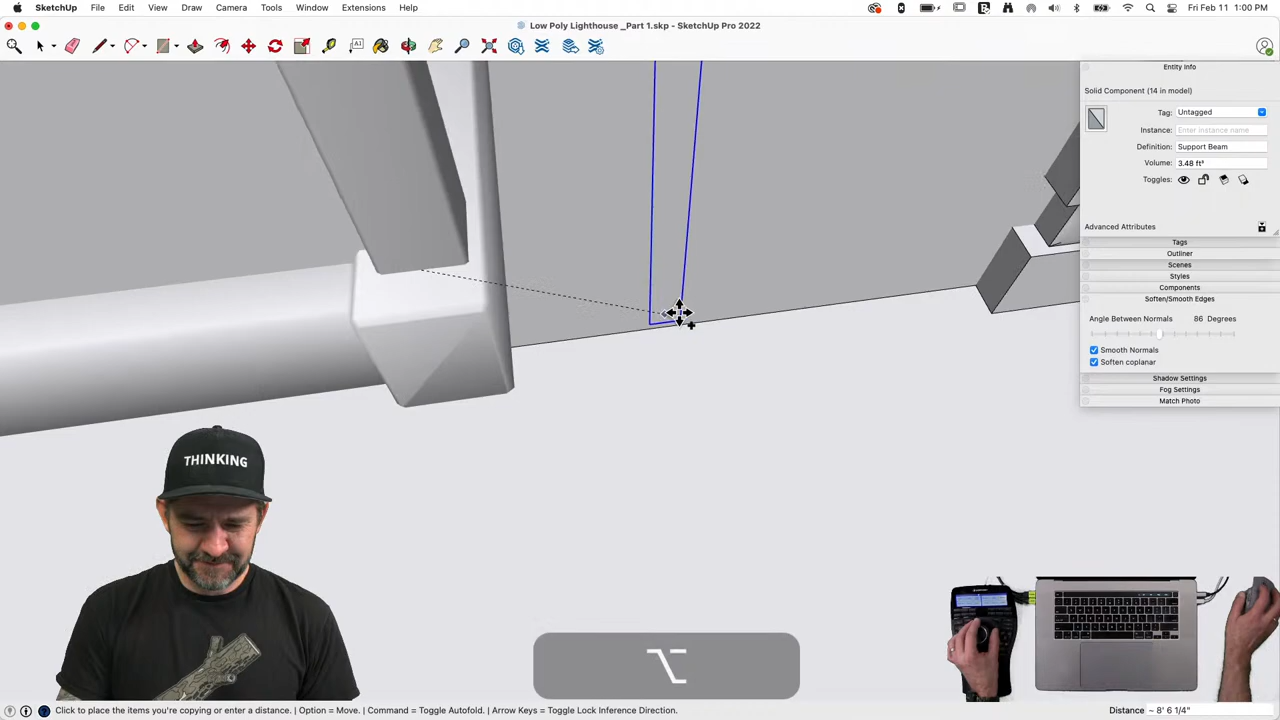 SketchUp File Edit View Draw Camera Tools Window Extensions Help Fri Feb 11 1:00 PM
Low Poly Lighthouse _Part 1.skp - SketchUp Pro 2022
Entity Info
Solid Component (14 in model)
Tag: Untagged
Instance: Enter instance name
Definition: Support Beam
Volume: 3.48 ft³
Toggles:
Advanced Attributes
Tags
Outliner
Scenes
Styles
Components
Soften/Smooth Edges
Angle Between Normals 86 Degrees
Smooth Normals
Soften coplanar
Shadow Settings
Fog Settings
Match Photo
THINKING
⌥
Click to place the items you're copying or enter a distance. | Option = Move. | Command = Toggle Autofold. | Arrow Keys = Toggle Lock Inference Direction. Distance ~ 8' 6 1/4"